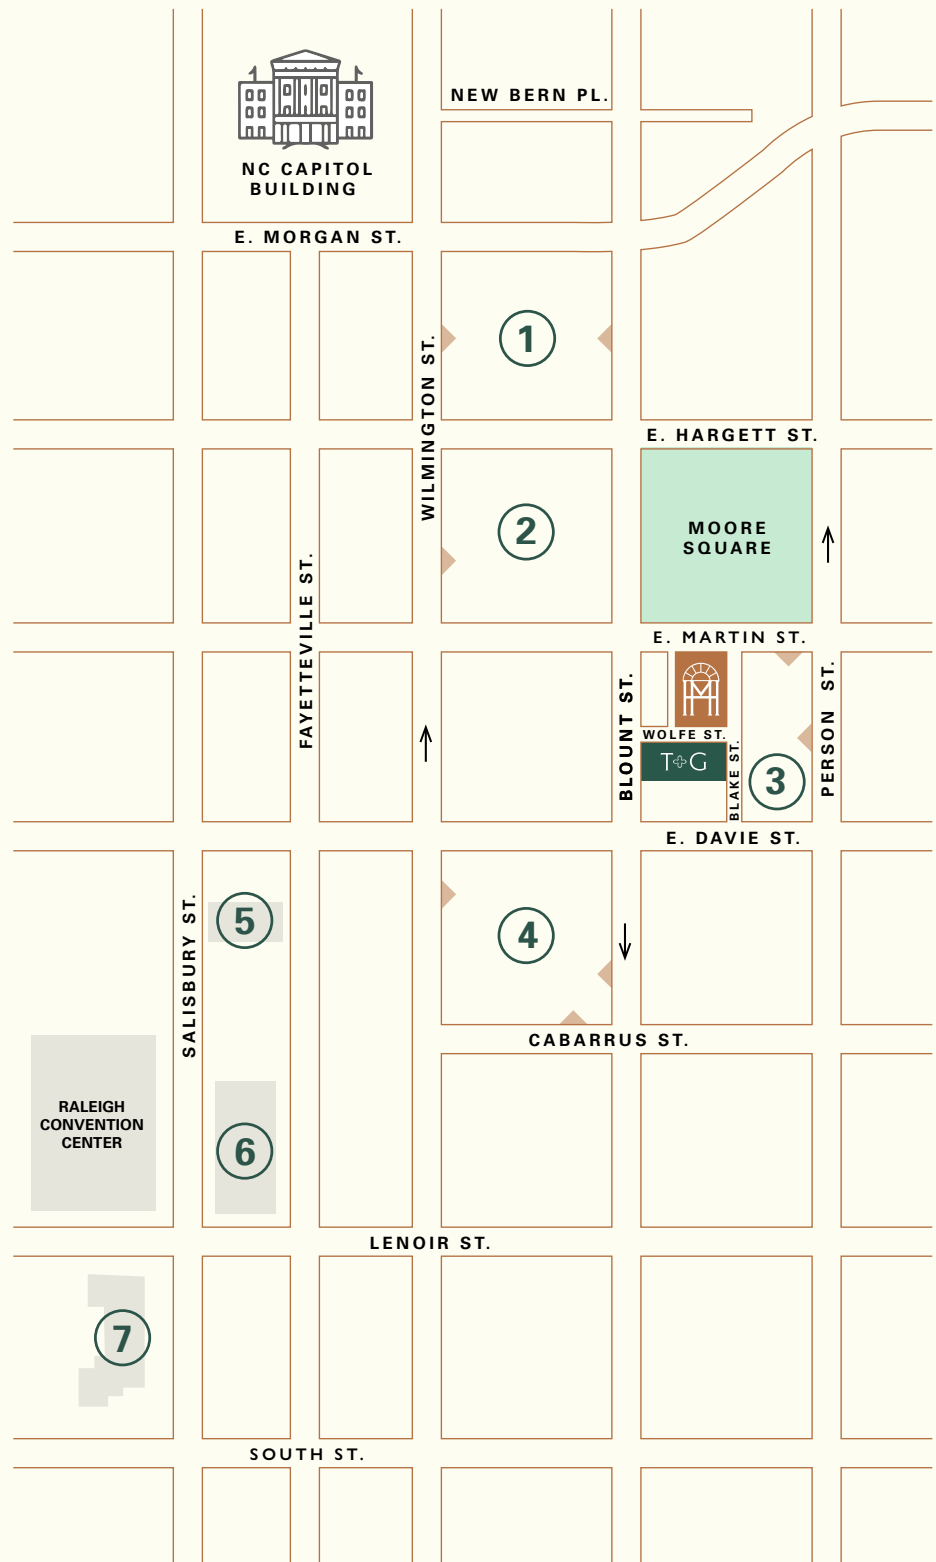 NEW BERN PL.
NC CAPITOL
BUILDING
E. MORGAN ST.
1
WILMINGTON ST.
E. HARGETT ST.
2
MOORE
SQUARE
FAYETTEVILLE ST.
E. MARTIN ST.
BLOUNT ST.
PERSON ST.
WOLFE ST.
T G
BLAKE ST.
3
E. DAVIE ST.
SALISBURY ST.
5
4
CABARRUS ST.
RALEIGH
CONVENTION
CENTER
6
LENOIR ST.
7
SOUTH ST.